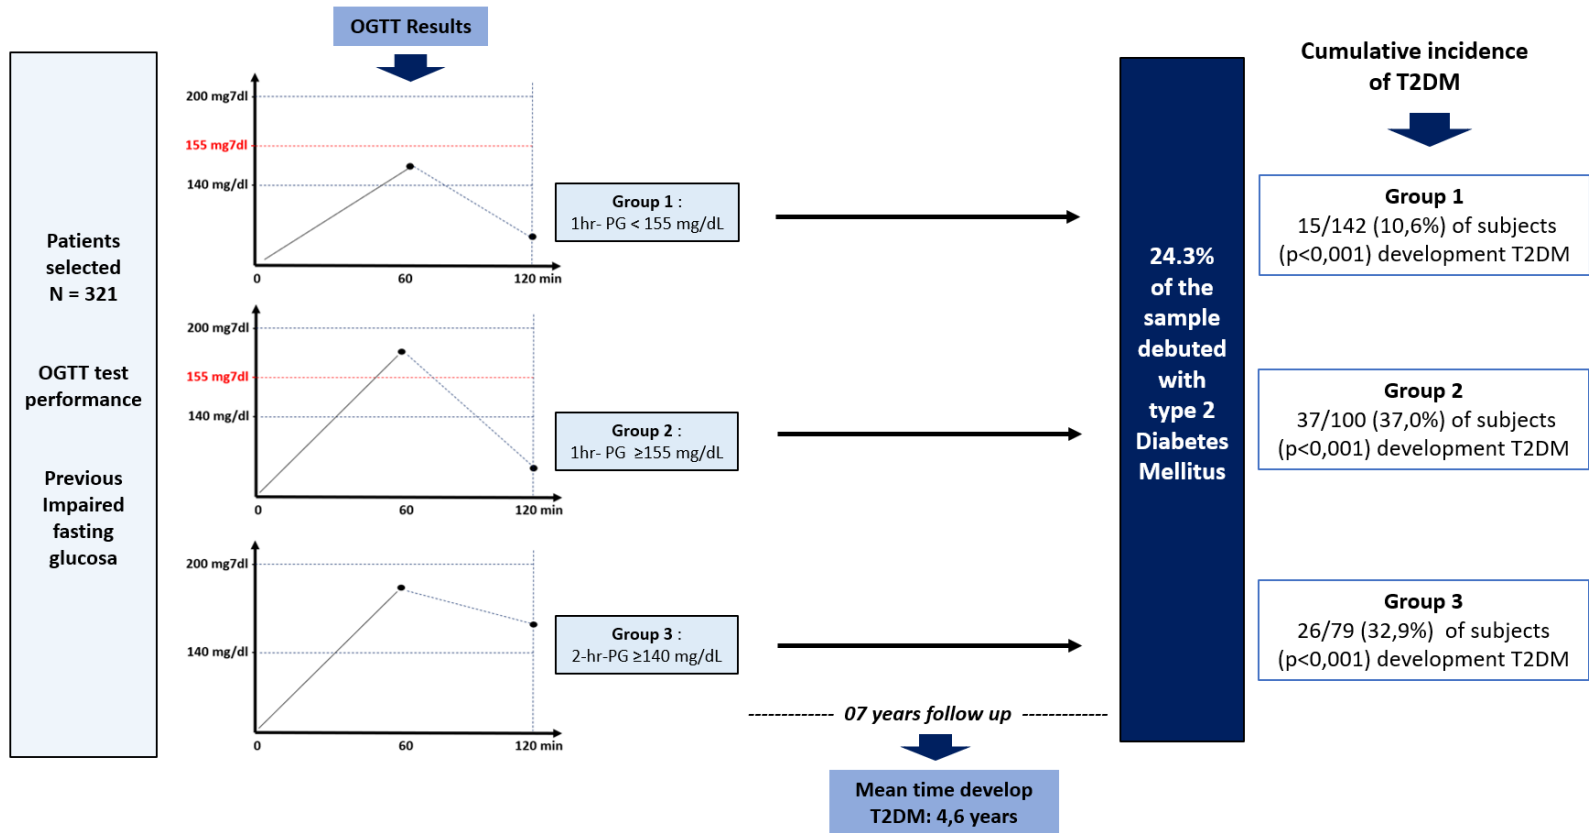 OGTT Results
Patients
selected
N = 321
OGTT test
performance
Previous
Impaired
fasting
glucosa
200 mg7dl
155 mg7dl
140 mg/dl
0
60
120 min
Group 1 :
1hr- PG < 155 mg/dL
200 mg7dl
155 mg7dl
140 mg/dl
0
60
120 min
Group 2 :
1hr- PG ≥155 mg/dL
200 mg7dl
140 mg/dl
0
60
120 min
Group 3 :
2-hr-PG ≥140 mg/dL
07 years follow up
Mean time develop
T2DM: 4,6 years
24.3%
of the
sample
debuted
with
type 2
Diabetes
Mellitus
Cumulative incidence
of T2DM
Group 1
15/142 (10,6%) of subjects
(p<0,001) development T2DM
Group 2
37/100 (37,0%) of subjects
(p<0,001) development T2DM
Group 3
26/79 (32,9%) of subjects
(p<0,001) development T2DM